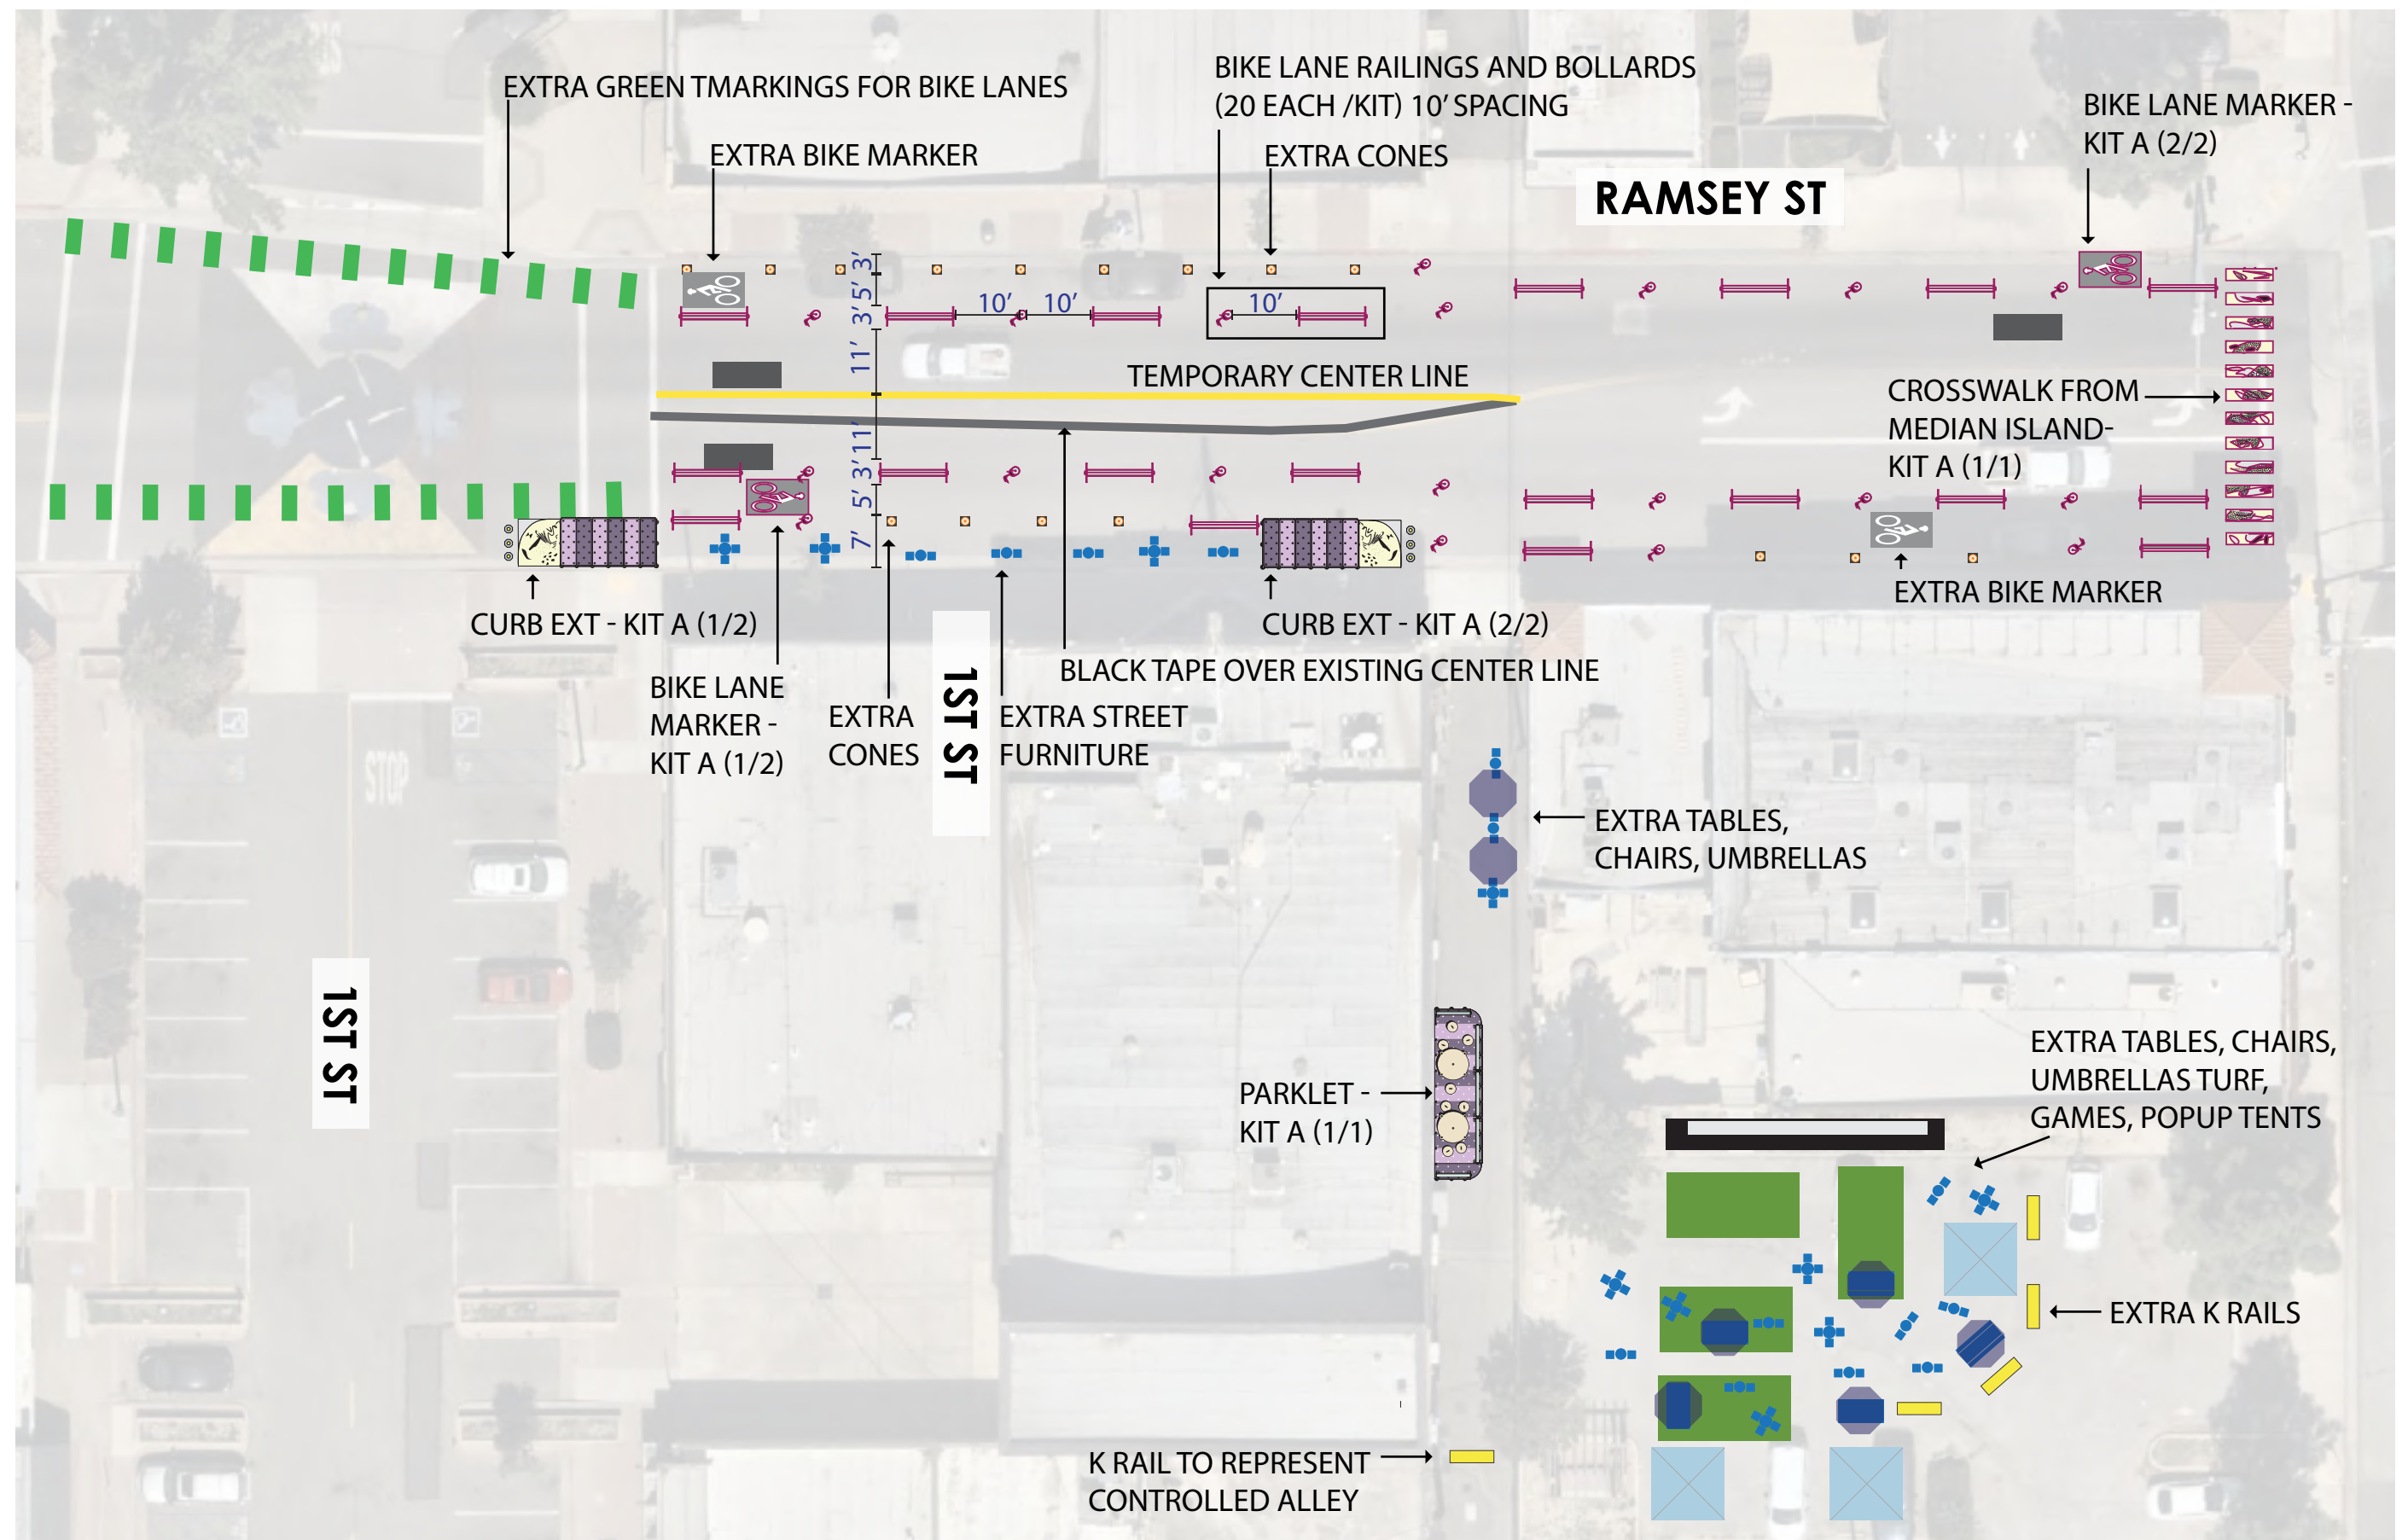 EXTRA GREEN TMARKINGS FOR BIKE LANES
EXTRA BIKE MARKER
BIKE LANE RAILINGS AND BOLLARDS
(20 EACH /KIT) 10' SPACING
EXTRA CONES
BIKE LANE MARKER -
KIT A (2/2)
RAMSEY ST
3'
5'
3'
11'
11'
3'
5'
7'
10'
10'
10'
TEMPORARY CENTER LINE
CROSSWALK FROM
MEDIAN ISLAND-
KIT A (1/1)
EXTRA BIKE MARKER
CURB EXT - KIT A (1/2)
CURB EXT - KIT A (2/2)
BLACK TAPE OVER EXISTING CENTER LINE
BIKE LANE
MARKER -
KIT A (1/2)
EXTRA
CONES
1ST ST
EXTRA STREET
FURNITURE
STOP
EXTRA TABLES,
CHAIRS, UMBRELLAS
1ST ST
PARKLET -
KIT A (1/1)
EXTRA TABLES, CHAIRS,
UMBRELLAS TURF,
GAMES, POPUP TENTS
EXTRA K RAILS
K RAIL TO REPRESENT
CONTROLLED ALLEY